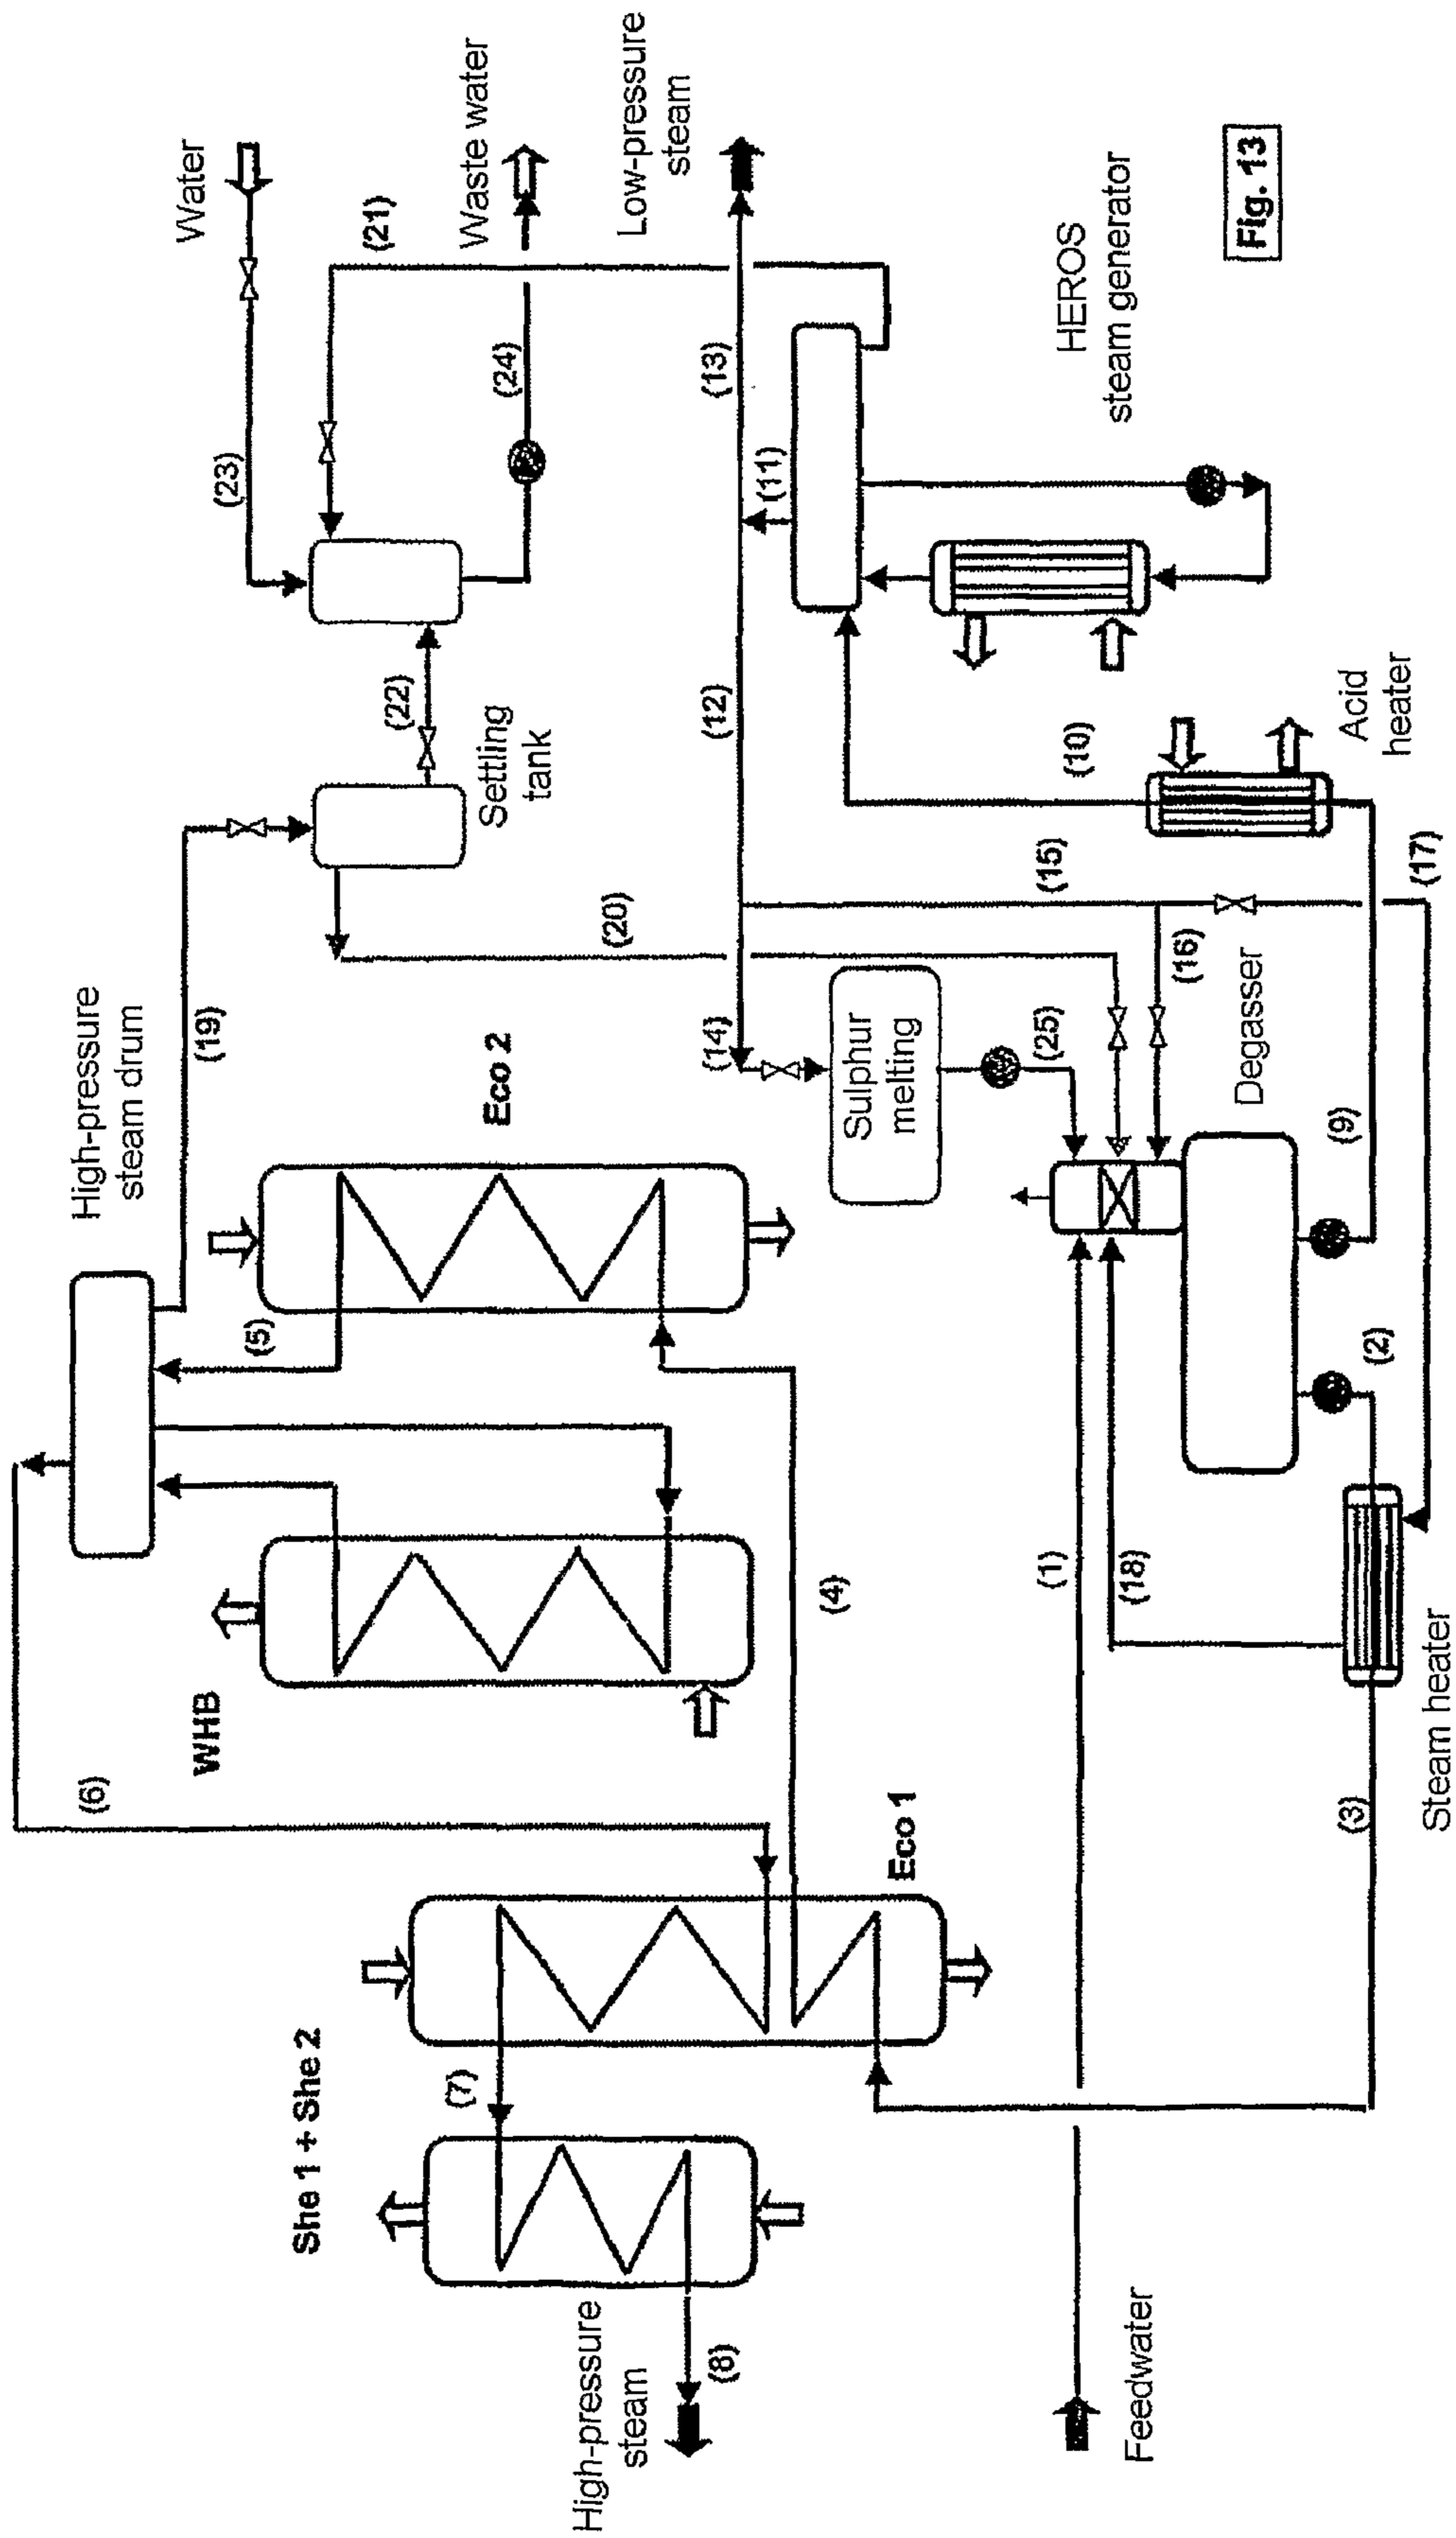 High-pressure
steam drum
(19)
(6)
WHB
(5)
Eco 2
Water
(23)
(21)
Waste water
(24)
(22)
Settling
tank
(20)
Low-pressure
steam
(13)
(12)
(11)
(14)
Sulphur
melting
(25)
(15)
(16)
(10)
Acid
heater
HEROS
steam generator
Fig. 13
She 1 + She 2
(7)
(4)
Eco 1
High-pressure
steam
(8)
(1)
(18)
Degasser
(9)
(2)
(17)
(3)
Feedwater
Steam heater